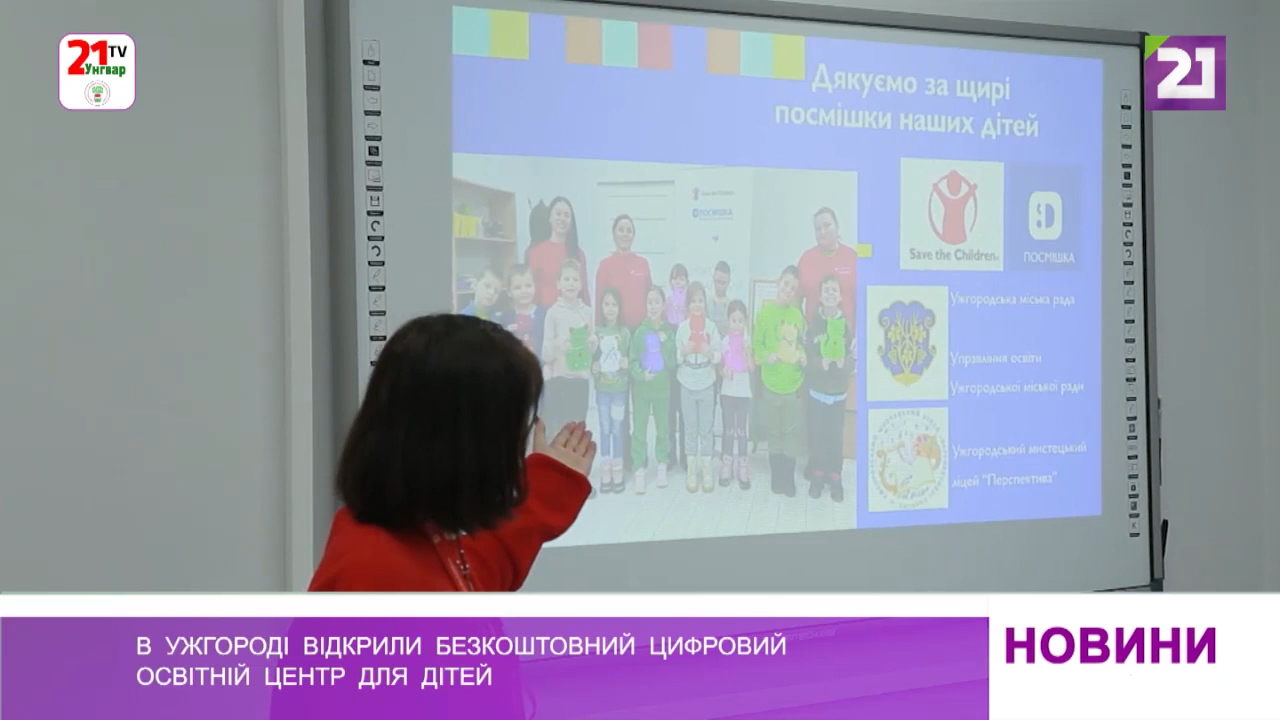 21 TV
Унгвар
21
Дякуємо за щирі
посмішки наших дітей
Save the Children
ПОСМІШКА
ПОСМІШКА
Ужгородська міська рада
Управління освіти
Ужгородської міської ради
Ужгородський мистецький
ліцей “Перспектива”
В УЖГОРОДІ ВІДКРИЛИ БЕЗКОШТОВНИЙ ЦИФРОВИЙ
ОСВІТНІЙ ЦЕНТР ДЛЯ ДІТЕЙ
НОВИНИ